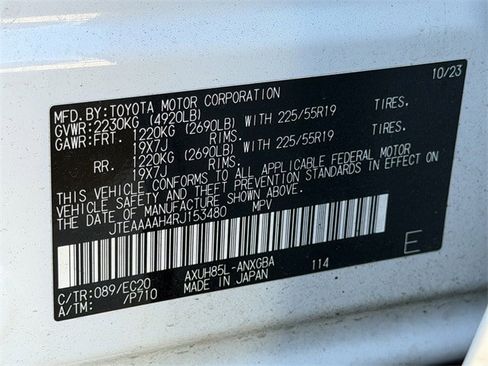 10/23
MFD.BY:TOYOTA MOTOR CORPORATION
GVWR:2230KG (4920LB)
GAWR:FRT. 1220KG (2690LB) WITH 225/55R19
19X7J RIMS.
RR. 1220KG (2690LB) WITH 225/55R19
19X7J RIMS.
THIS VEHICLE CONFORMS TO ALL APPLICABLE FEDERAL MOTOR
VEHICLE SAFETY AND THEFT PREVENTION STANDARDS IN EFFECT ON
THE DATE OF MANUFACTURE SHOWN ABOVE.
JTEAAAAH4RJ153480 MPV
E
C/TR:089/EC20 AXUH85L-ANXGBA 114
A/TM: /P710 MADE IN JAPAN